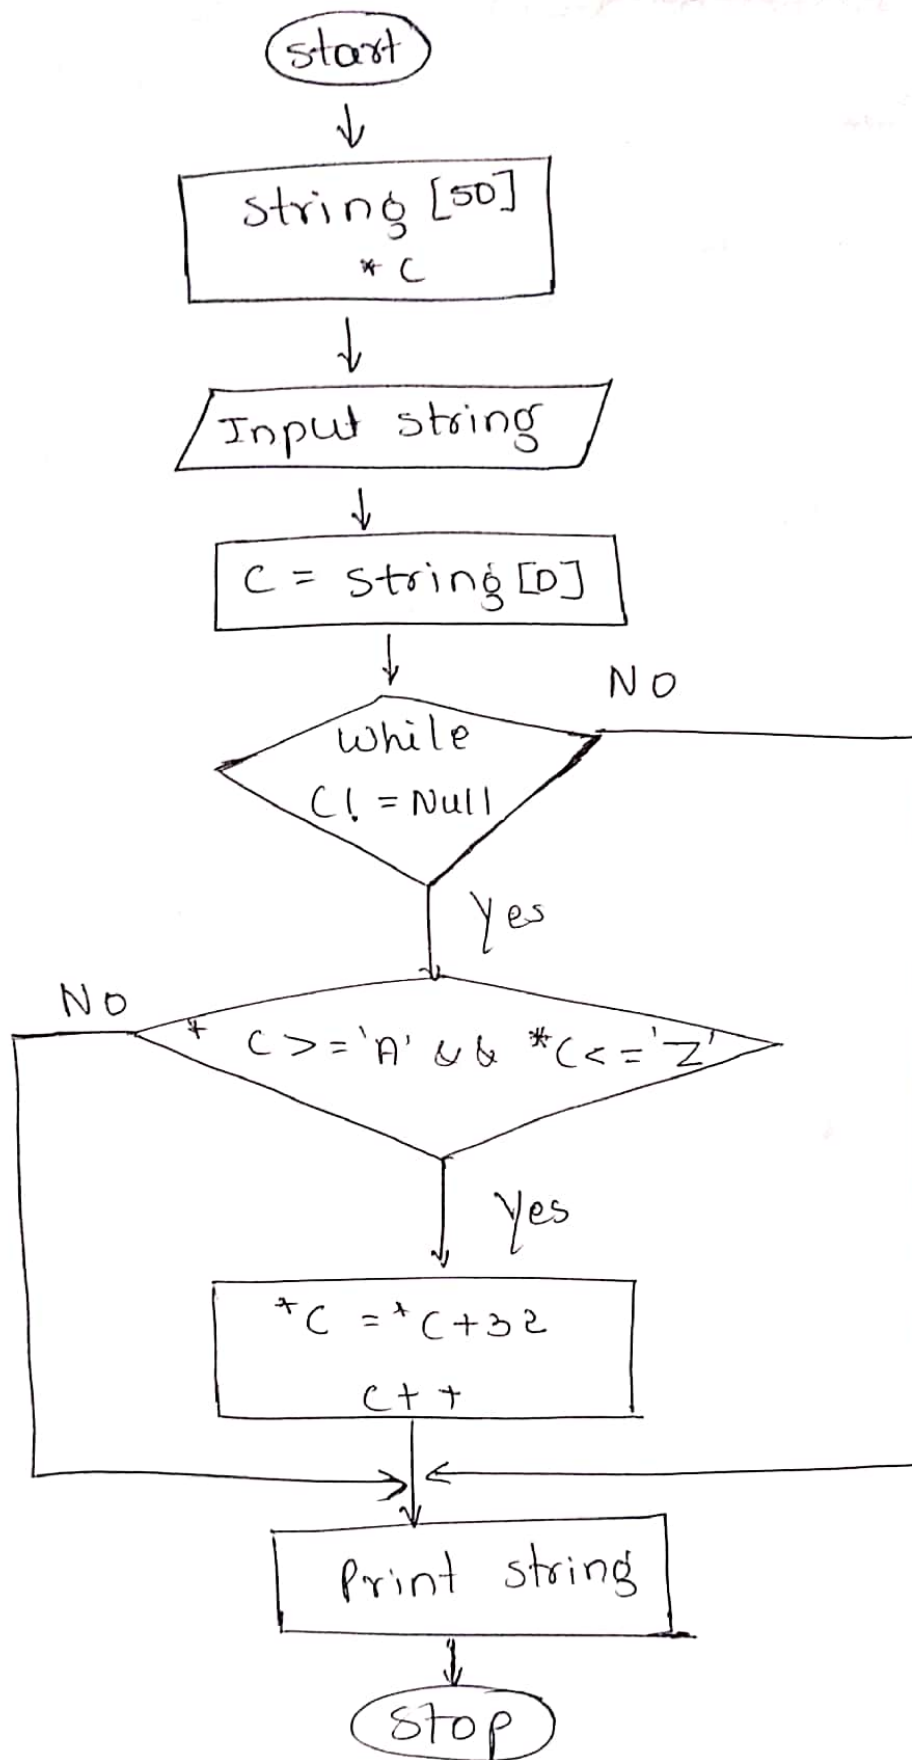 start
string [50]
* C
Input string
C = string [0]
NO
While
C! = Null
Yes
NO
* C >= 'A' && *C <= 'Z'
Yes
*C = *C+32
C++
Print string
Stop